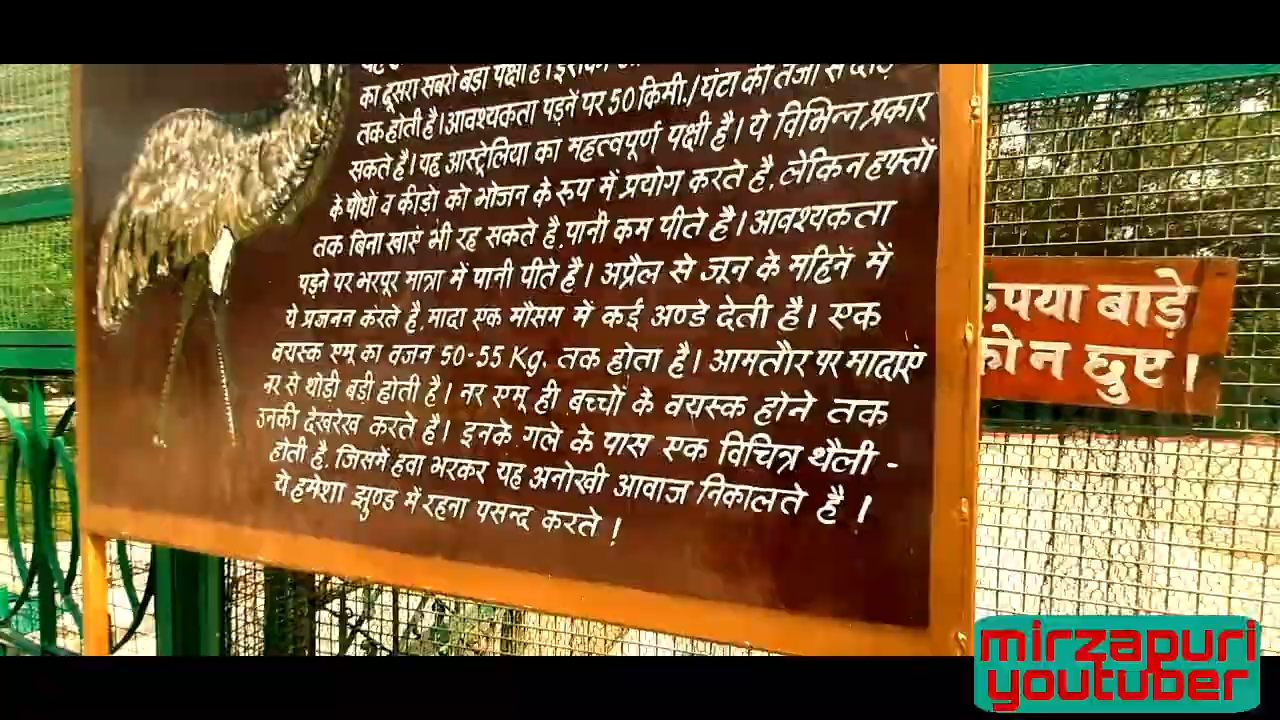 का दूसरा सबसे बड़ा पक्षी है। इसकी
तक होती है। आवश्यकता पड़नें पर 50 किमी./घंटा की तेजी से दौड़
सकते है। यह आस्ट्रेलिया का महत्वपूर्ण पक्षी है। ये विभिन्न प्रकार
के पौधों व कीड़ो को भोजन के रूप में प्रयोग करते है, लेकिन हफ्तों
तक बिना खाएं भी रह सकते है, पानी कम पीते है। आवश्यकता
पड़ने पर भरपूर मात्रा में पानी पीते है। अप्रैल से जून के महिनें में
ये प्रजनन करते है, मादा एक मौसम में कई अण्डे देती है। एक
वयस्क एमू का वजन 50-55 Kg. तक होता है। आमतौर पर मादाएं
नर से थोड़ी बड़ी होती है। नर एमू ही बच्चों के वयस्क होने तक
उनकी देखरेख करते है। इनके गले के पास एक विचित्र थैली -
होती है, जिसमें हवा भरकर यह अनोखी आवाज निकालते है !
ये हमेशा झुण्ड में रहना पसन्द करते !
कृपया बाड़े
को न छुए।
mirzapuri
youtuber